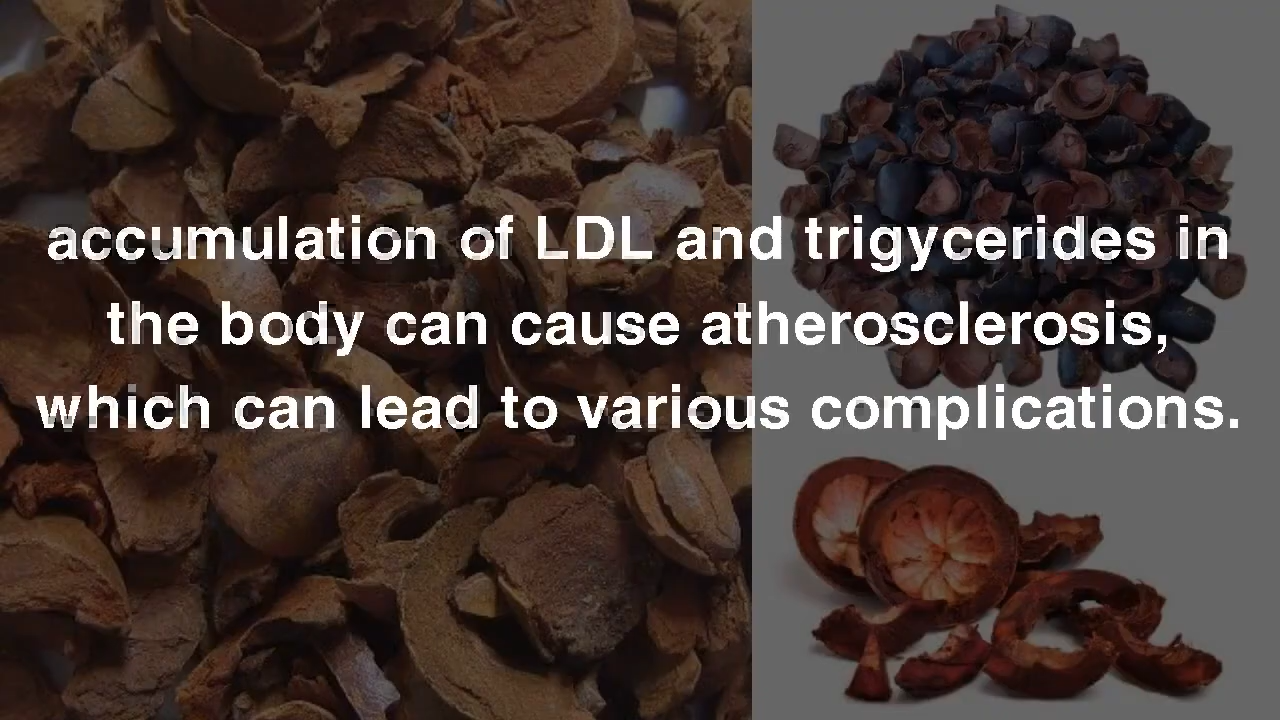 accumulation of LDL and trigycerides in
the body can cause atherosclerosis,
which can lead to various complications.